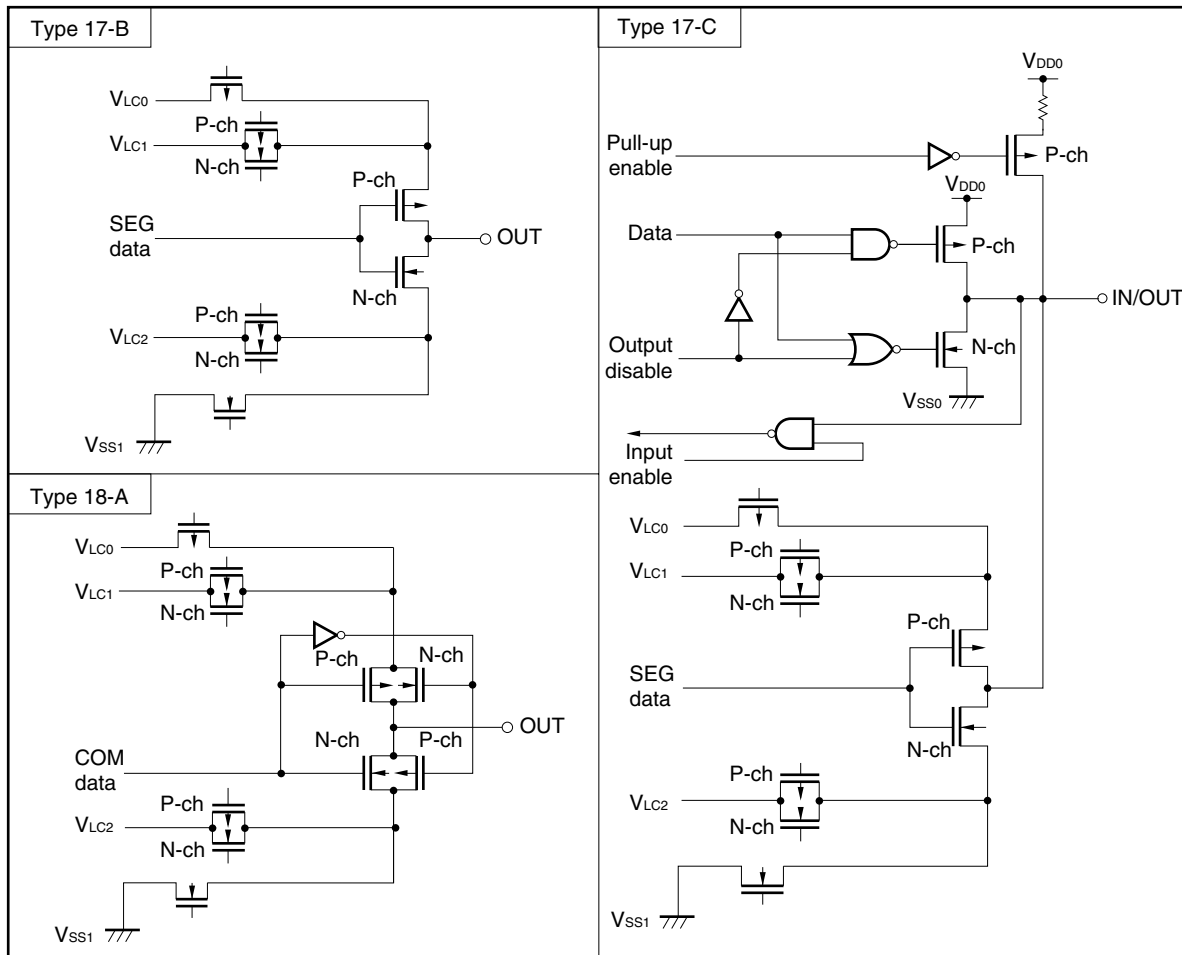 Type 17-B
VLC0
P-ch
VLC1
N-ch
P-ch
SEG
data
OUT
N-ch
P-ch
VLC2
N-ch
VSS1
Type 18-A
VLC0
P-ch
VLC1
N-ch
P-ch
N-ch
OUT
N-ch
P-ch
COM
data
P-ch
VLC2
N-ch
VSS1
Type 17-C
VDD0
Pull-up
enable
P-ch
VDD0
Data
P-ch
IN/OUT
Output
disable
N-ch
VSS0
Input
enable
VLC0
P-ch
VLC1
N-ch
P-ch
SEG
data
N-ch
P-ch
VLC2
N-ch
VSS1